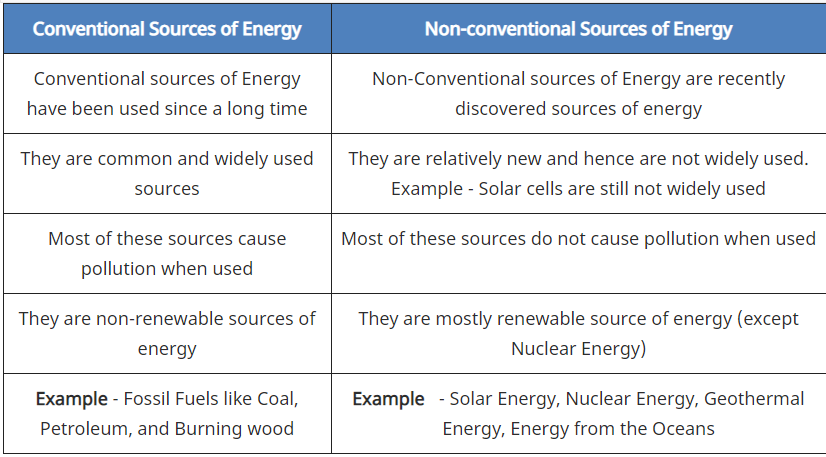 Conventional Sources of Energy
Non-conventional Sources of Energy
Conventional sources of Energy
have been used since a long time
Non-Conventional sources of Energy are recently
discovered sources of energy
They are common and widely used
sources
They are relatively new and hence are not widely used.
Example - Solar cells are still not widely used
Most of these sources cause
pollution when used
Most of these sources do not cause pollution when used
They are non-renewable sources of
energy
They are mostly renewable source of energy (except
Nuclear Energy)
Example - Fossil Fuels like Coal,
Petroleum, and Burning wood
Example - Solar Energy, Nuclear Energy, Geothermal
Energy, Energy from the Oceans